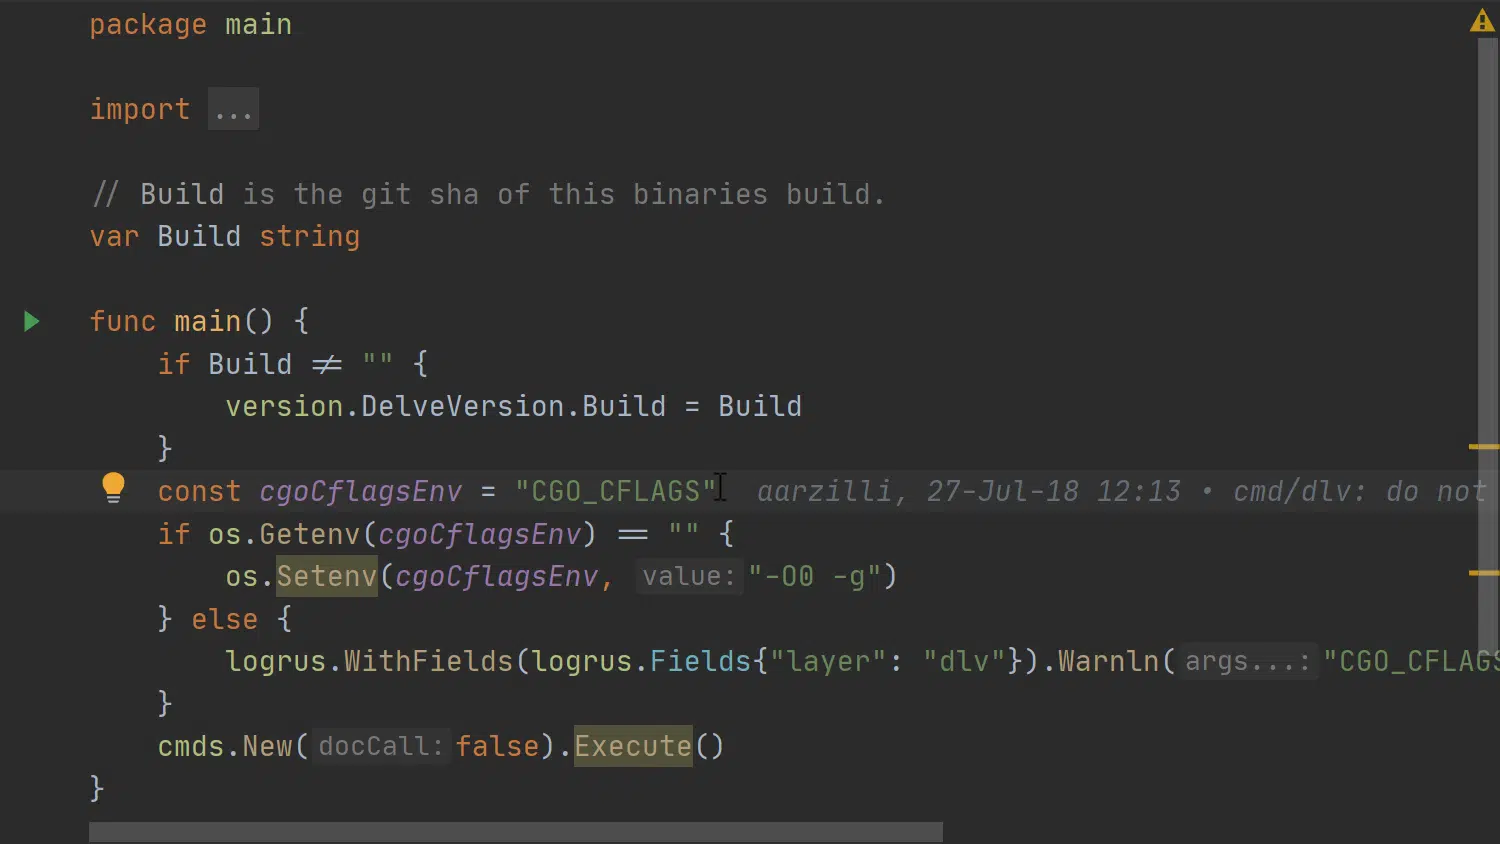 package main
import ...
// Build is the git sha of this binaries build.
var Build string
func main() {
if Build != "" {
version.DelveVersion.Build = Build
}
const cgoCflagsEnv = "CGO_CFLAGS" aarzilli, 27-Jul-18 12:13 • cmd/dlv: do not
if os.Getenv(cgoCflagsEnv) == "" {
os.Setenv(cgoCflagsEnv, value: "-O0 -g")
} else {
logrus.WithFields(logrus.Fields{"layer": "dlv"}).Warnln(args...: "CGO_CFLAGS
}
cmds.New(docCall: false).Execute()
}